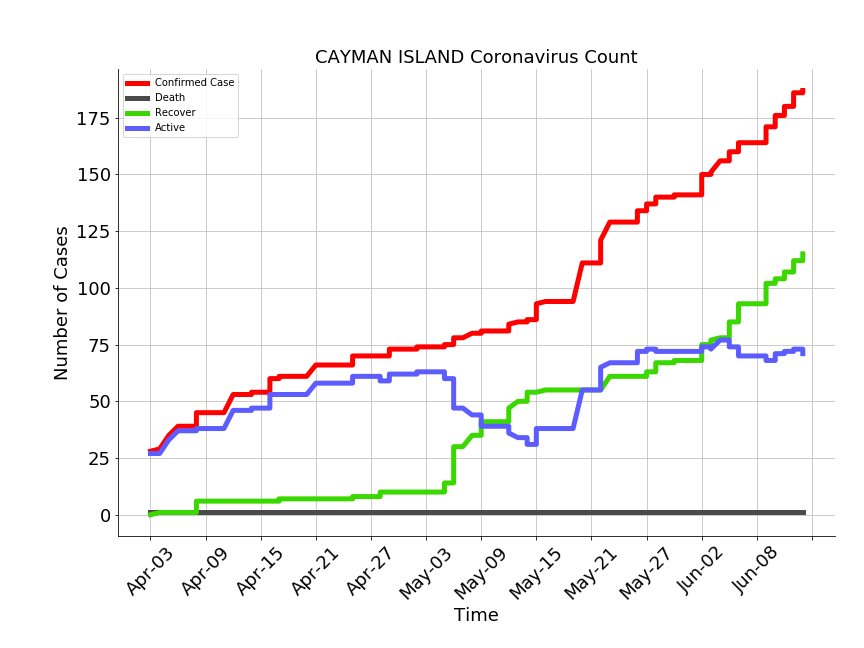 CAYMAN ISLAND Coronavirus Count
Confirmed Case
Death
Recover
Active
Number of Cases
175
150
125
100
75
50
25
0
Apr-03
Apr-09
Apr-15
Apr-21
Apr-27
May-03
May-09
May-15
May-21
May-27
Jun-02
Jun-08
Time